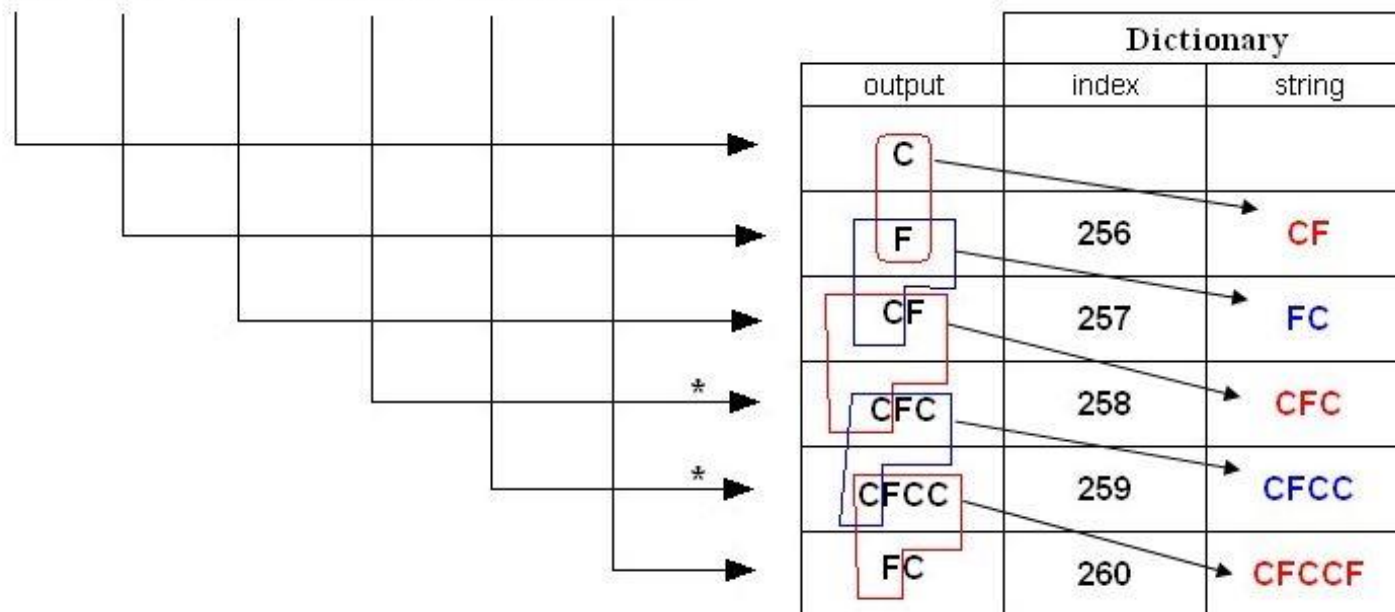 Dictionary
output index string
C
F 256 CF
CF 257 FC
* CFC 258 CFC
* CFCC 259 CFCC
FC 260 CFCCF